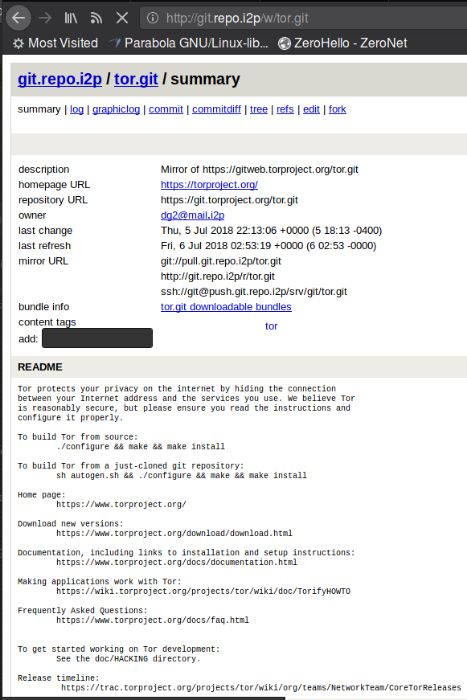 http://git.repo.i2p/w/tor.git
Most Visited Parabola GNU/Linux-lib... ZeroHello - ZeroNet
git.repo.i2p / tor.git / summary
summary | log | graphiclog | commit | commitdiff | tree | refs | edit | fork
description Mirror of https://gitweb.torproject.org/tor.git
homepage URL https://torproject.org/
repository URL https://git.torproject.org/tor.git
owner dg2@mail.i2p
last change Thu, 5 Jul 2018 22:13:06 +0000 (5 18:13 -0400)
last refresh Fri, 6 Jul 2018 02:53:19 +0000 (6 02:53 -0000)
mirror URL git://pull.git.repo.i2p/tor.git
http://git.repo.i2p/r/tor.git
ssh://git@push.git.repo.i2p/srv/git/tor.git
bundle info tor.git downloadable bundles
content tags
tor
add:
README
Tor protects your privacy on the internet by hiding the connection
between your Internet address and the services you use. We believe Tor
is reasonably secure, but please ensure you read the instructions and
configure it properly.
To build Tor from source:
./configure && make && make install
To build Tor from a just-cloned git repository:
sh autogen.sh && ./configure && make && make install
Home page:
https://www.torproject.org/
Download new versions:
https://www.torproject.org/download/download.html
Documentation, including links to installation and setup instructions:
https://www.torproject.org/docs/documentation.html
Making applications work with Tor:
https://wiki.torproject.org/projects/tor/wiki/doc/TorifyHOWTO
Frequently Asked Questions:
https://www.torproject.org/docs/faq.html
To get started working on Tor development:
See the doc/HACKING directory.
Release timeline:
https://trac.torproject.org/projects/tor/wiki/org/teams/NetworkTeam/CoreTorReleases